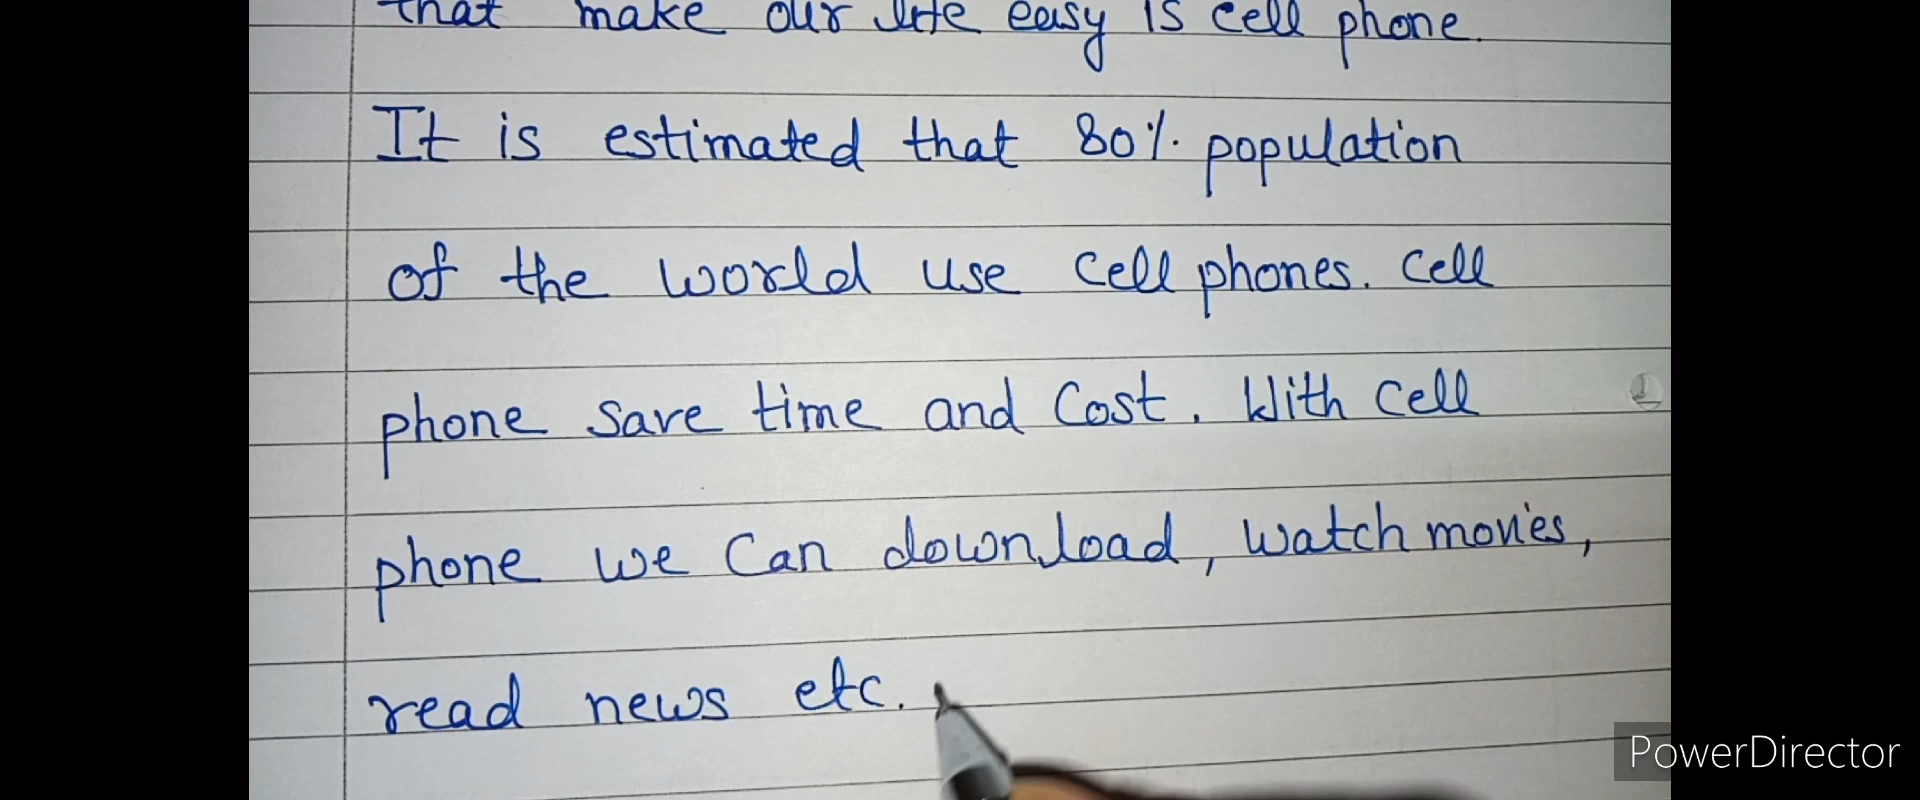 that make our life easy is cell phone.
It is estimated that 80% population
of the world use cell phones. Cell
phone save time and cost. With cell
phone we can download, watch movies,
read news etc.
PowerDirector